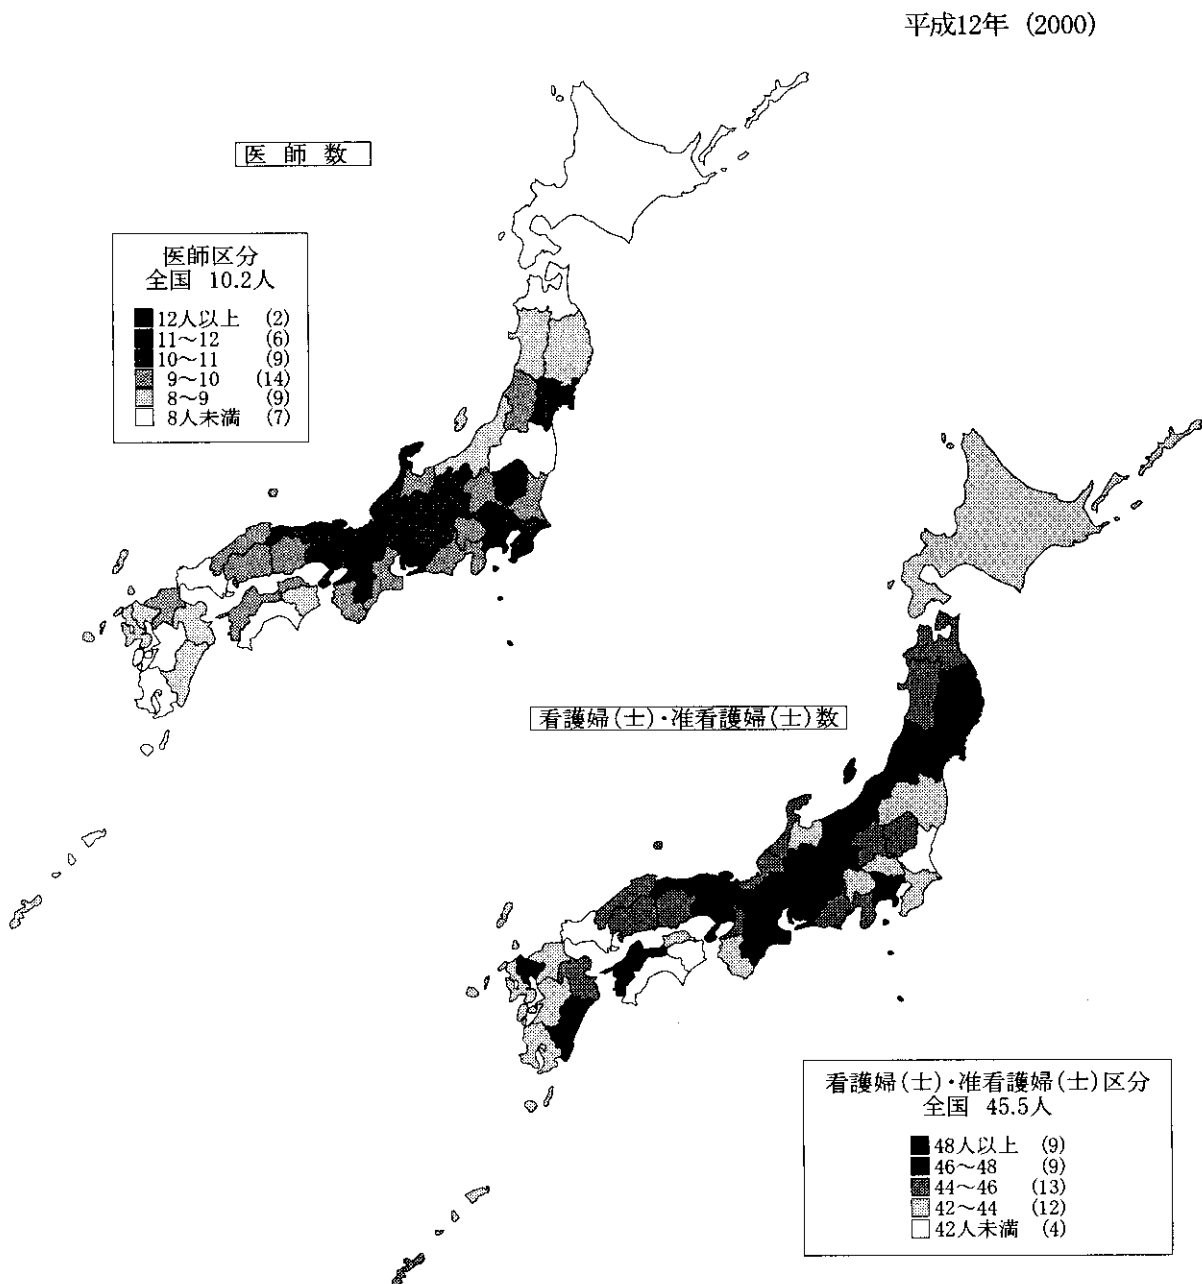 平成12年 (2000)
医師数
医師区分
全国 10.2人
12人以上 (2)
11～12 (6)
10～11 (9)
9～10 (14)
8～9 (9)
8人未満 (7)
看護婦(士)・准看護婦(士)数
看護婦(士)・准看護婦(士)区分
全国 45.5人
48人以上 (9)
46～48 (9)
44～46 (13)
42～44 (12)
42人未満 (4)